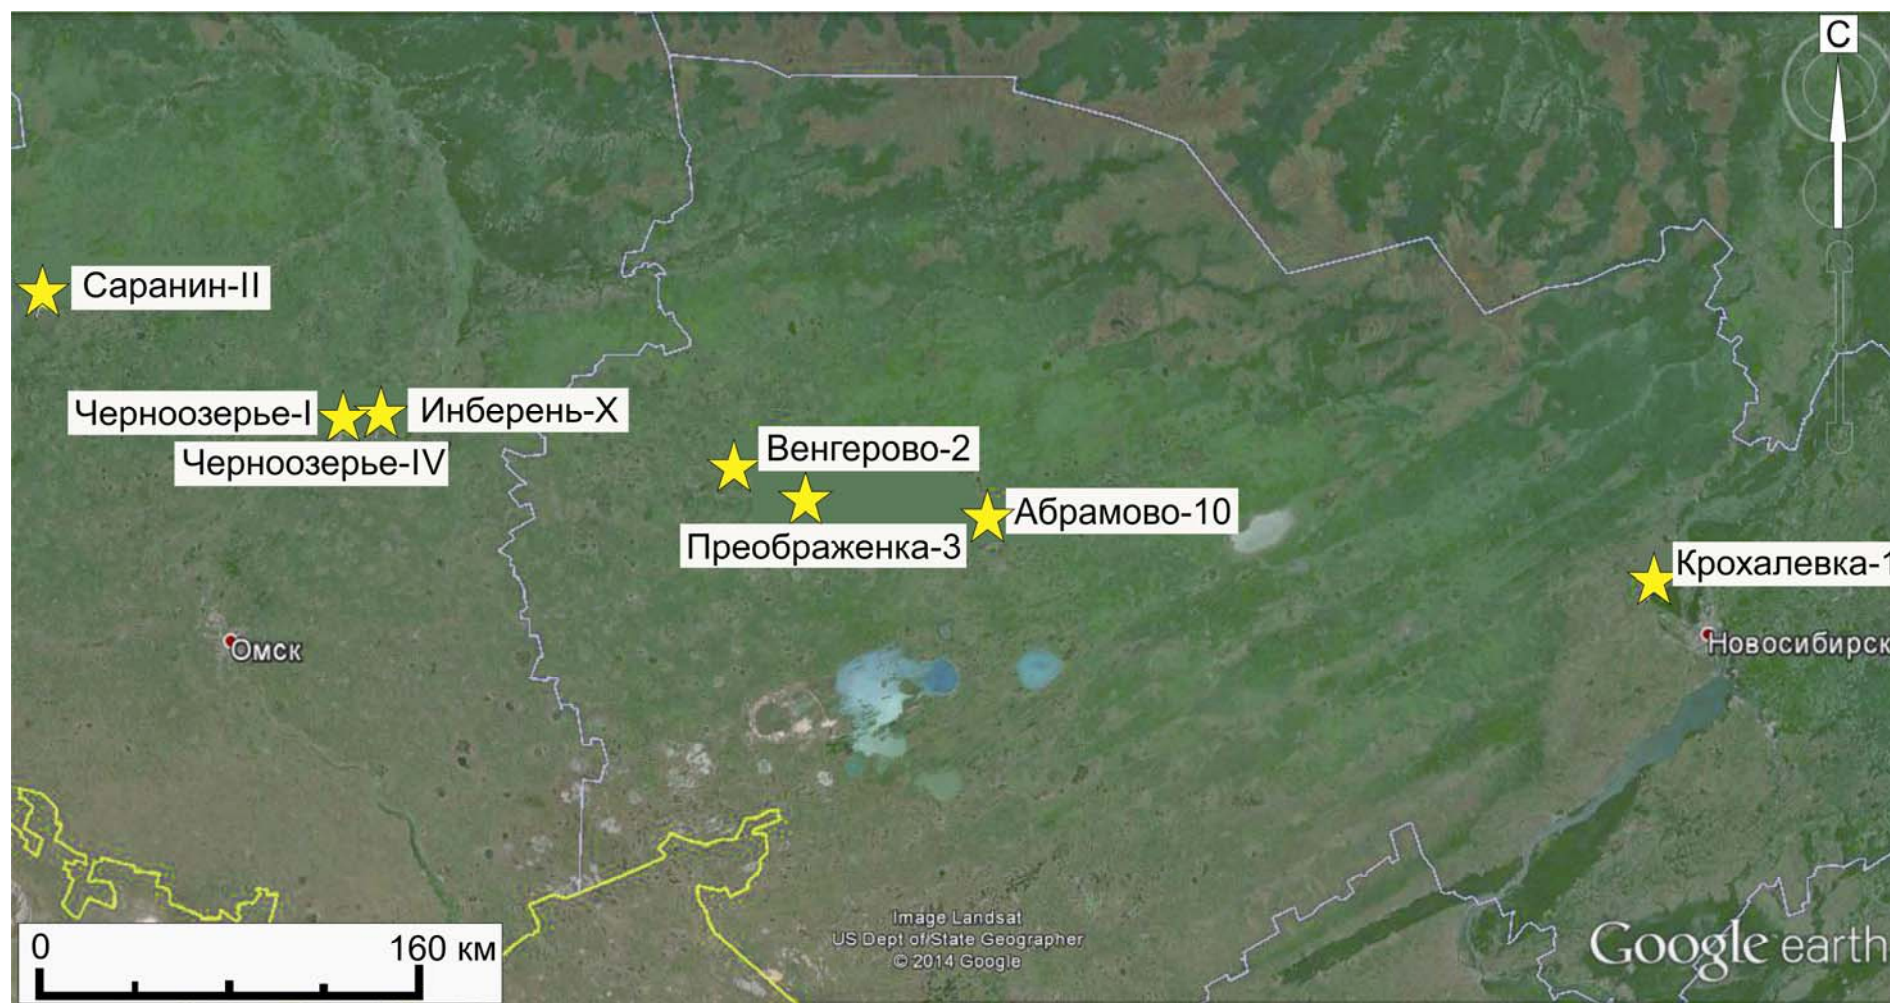 С
Саранин-II
Черноозерье-I
Инберень-X
Черноозерье-IV
Венгерово-2
Преображенка-3
Абрамово-10
Крохалевка-1
Омск
Новосибирск
0
160 км
Image Landsat
US Dept of State Geographer
© 2014 Google
Google earth